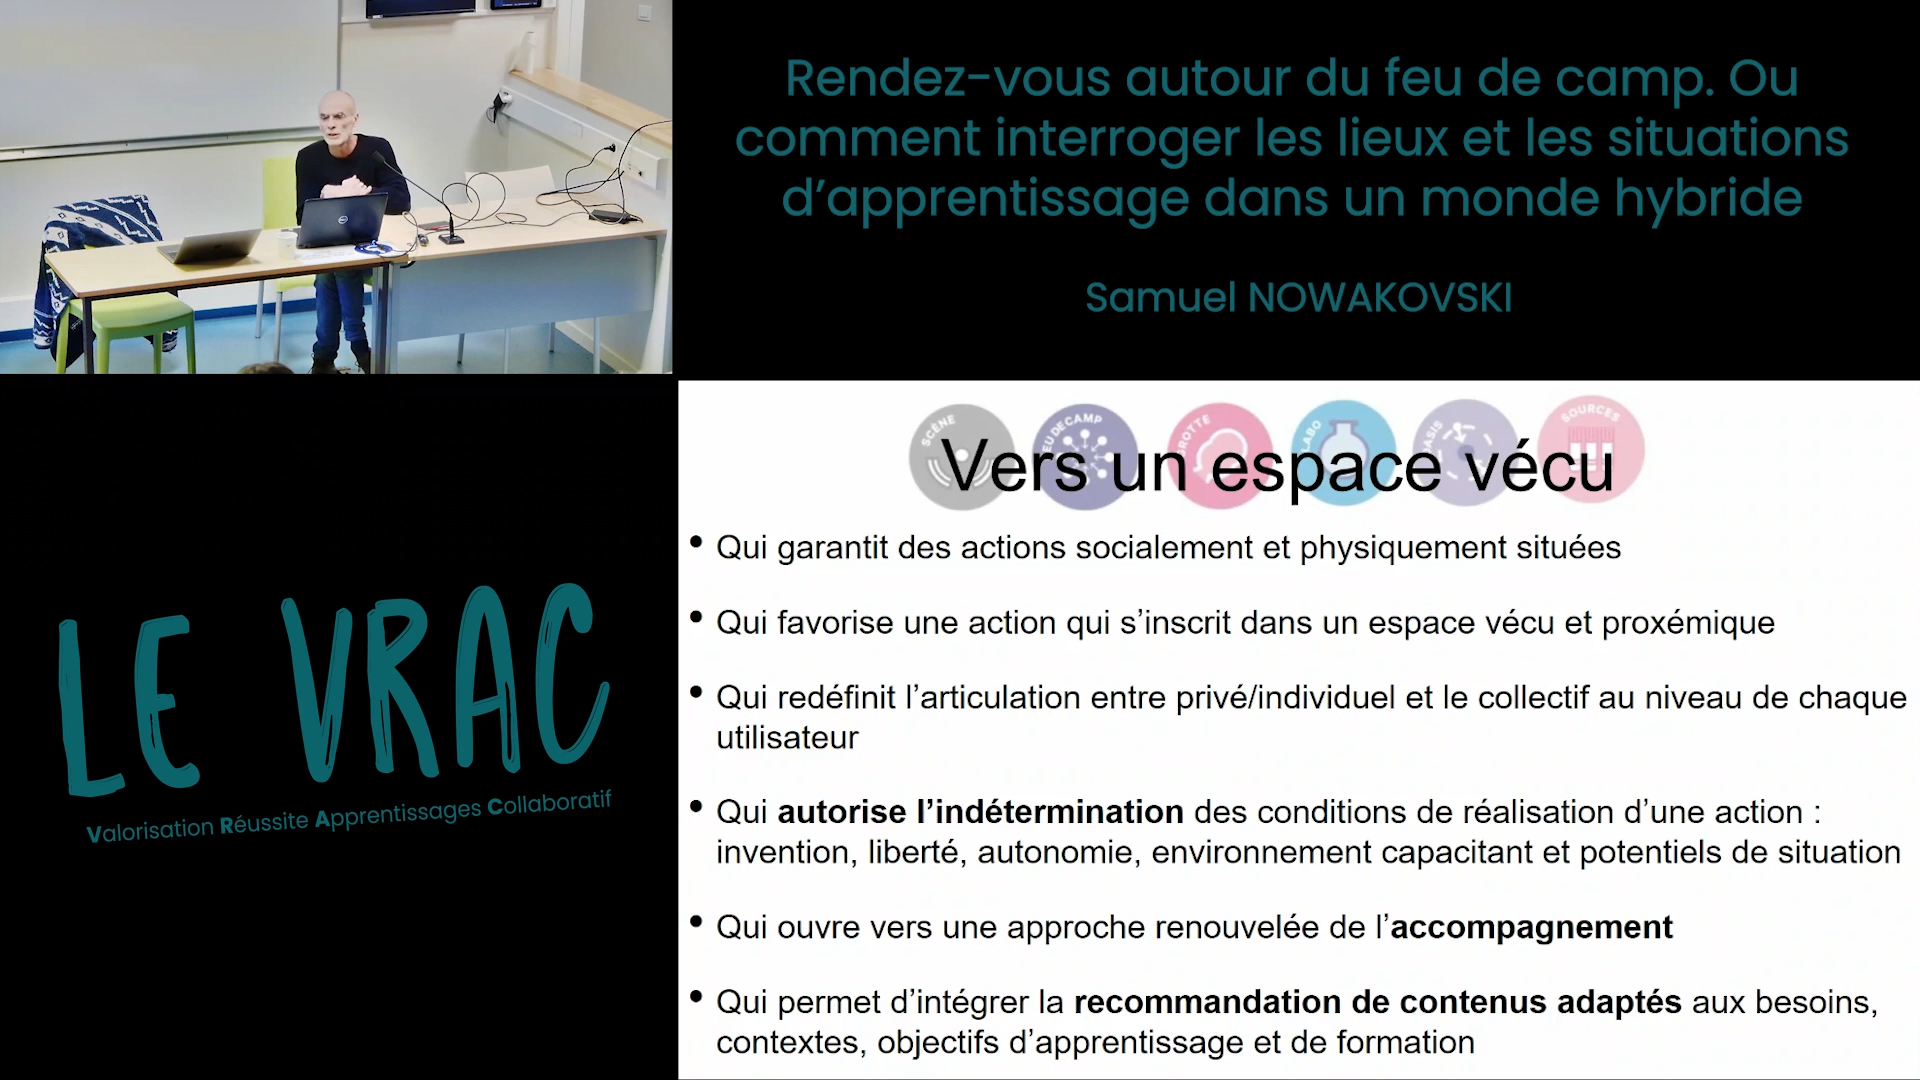 Rendez-vous autour du feu de camp. Ou
comment interroger les lieux et les situations
d’apprentissage dans un monde hybride
Samuel NOWAKOVSKI
LE VRAC
Valorisation Réussite Apprentissages Collaboratif
SCÈNE
FEU DE CAMP
GROTTE
LABO
OASIS
SOURCES
Vers un espace vécu
• Qui garantit des actions socialement et physiquement situées
• Qui favorise une action qui s’inscrit dans un espace vécu et proxémique
• Qui redéfinit l’articulation entre privé/individuel et le collectif au niveau de chaque
utilisateur
• Qui autorise l’indétermination des conditions de réalisation d’une action :
invention, liberté, autonomie, environnement capacitant et potentiels de situation
• Qui ouvre vers une approche renouvelée de l’accompagnement
• Qui permet d’intégrer la recommandation de contenus adaptés aux besoins,
contextes, objectifs d’apprentissage et de formation